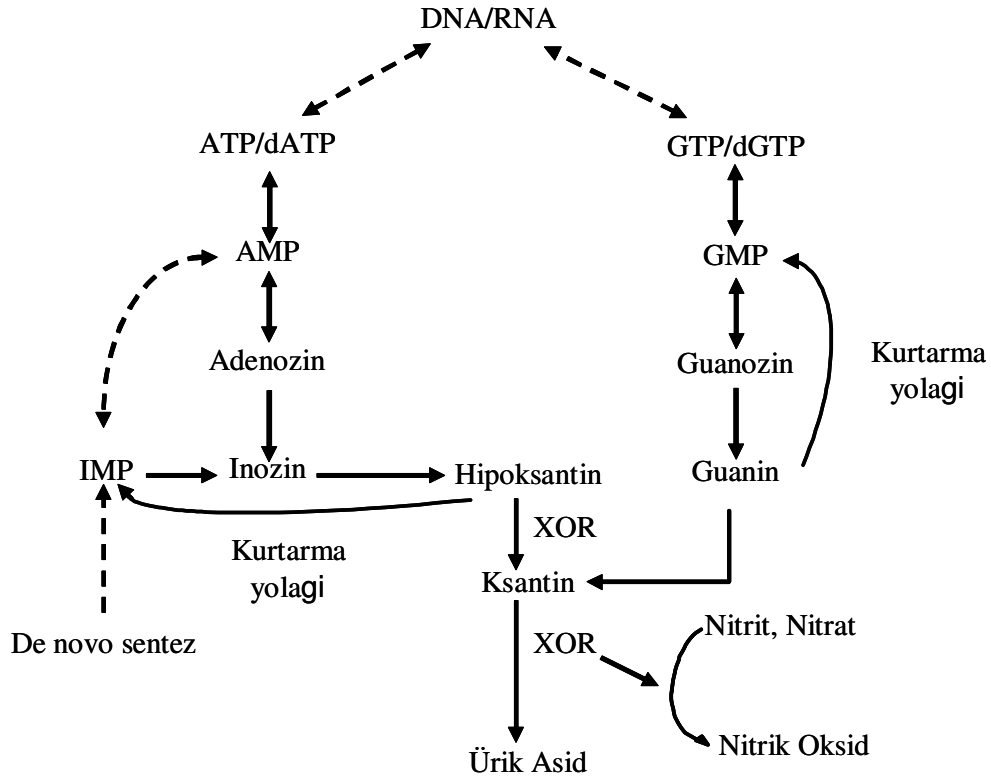 DNA/RNA
ATP/dATP
GTP/dGTP
AMP
GMP
Adenozin
Guanozin
Kurtarma
yolagi
IMP
Inozin
Hipoksantin
Guanin
XOR
Kurtarma
yolagi
Ksantin
De novo sentez
XOR
Nitrit, Nitrat
Nitrik Oksid
Ürik Asid